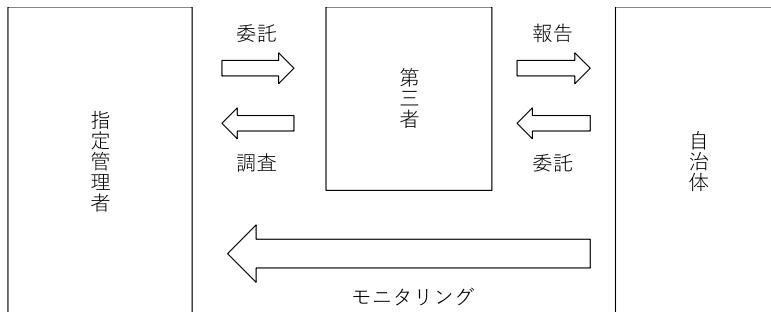 指定管理者
委託
調査
第三者
報告
委託
自治体
モニタリング